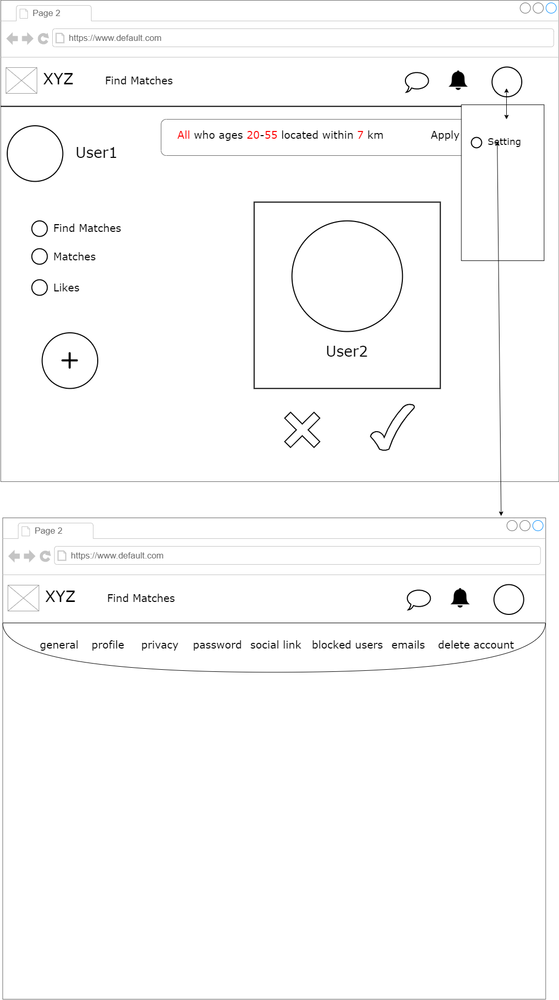 Page 2
https://www.default.com
XYZ Find Matches
All who ages 20-55 located within 7 km Apply
Setting
User1
Find Matches
Matches
Likes
User2
Page 2
https://www.default.com
XYZ Find Matches
general profile privacy password social link blocked users emails delete account